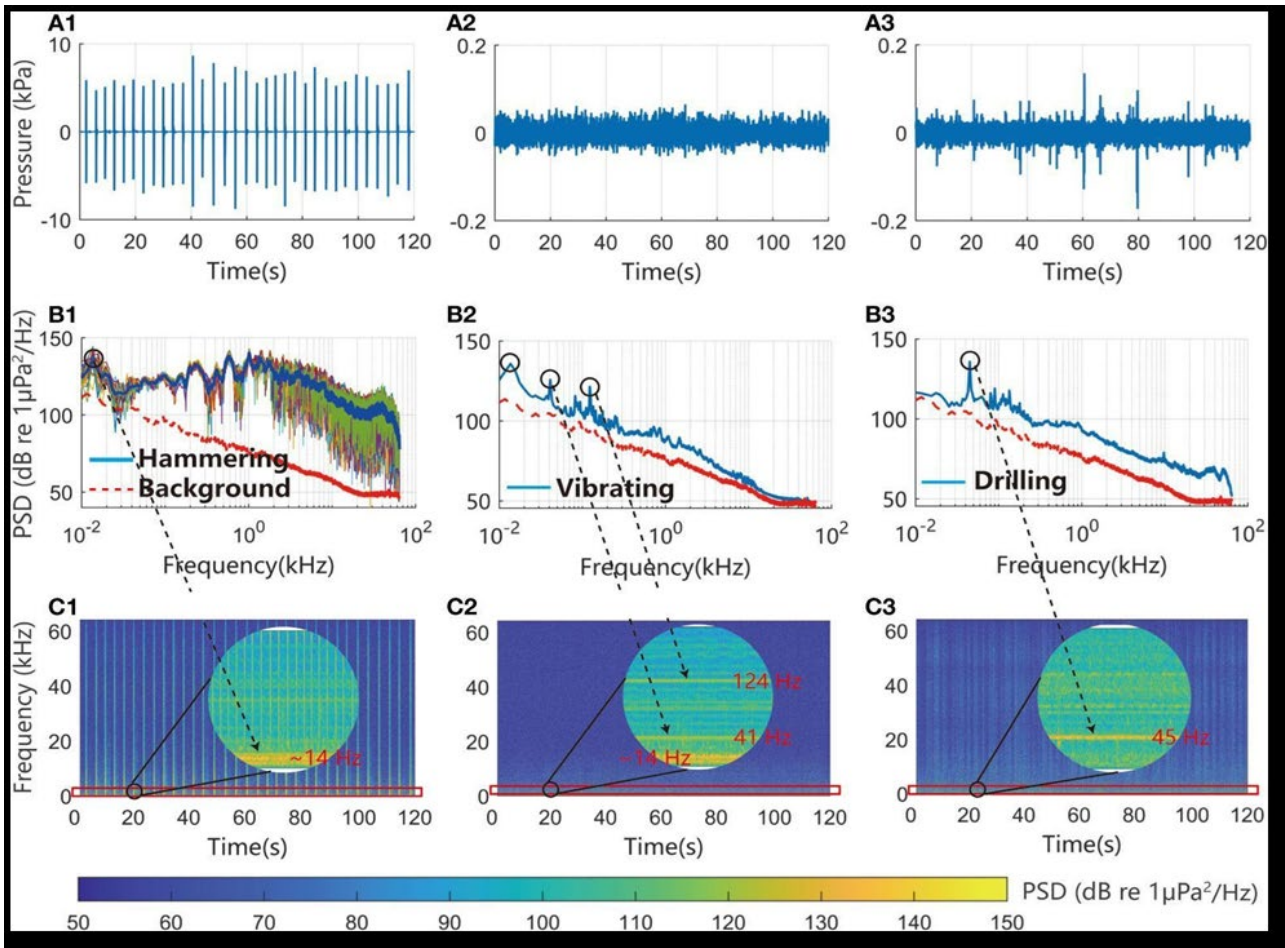 A1 A2 A3
Pressure (kPa)
10 0.2 0.2
0 0 0
-10 -0.2 -0.2
0 20 40 60 80 100 120 0 20 40 60 80 100 120 0 20 40 60 80 100 120
Time(s) Time(s) Time(s)
B1 B2 B3
PSD (dB re 1μPa²/Hz)
150 150 150
100 100 100
50 50 50
Hammering
Background
Vibrating
Drilling
10⁻² 10⁰ 10² 10⁻² 10⁰ 10² 10⁻² 10⁰ 10²
Frequency(kHz) Frequency(kHz) Frequency(kHz)
C1 C2 C3
Frequency (kHz)
60 60 60
40 40 40
20 20 20
0 0 0
~14 Hz
124 Hz
41 Hz
~14 Hz
45 Hz
0 20 40 60 80 100 120 0 20 40 60 80 100 120 0 20 40 60 80 100 120
Time(s) Time(s) Time(s)
PSD (dB re 1μPa²/Hz)
50 60 70 80 90 100 110 120 130 140 150